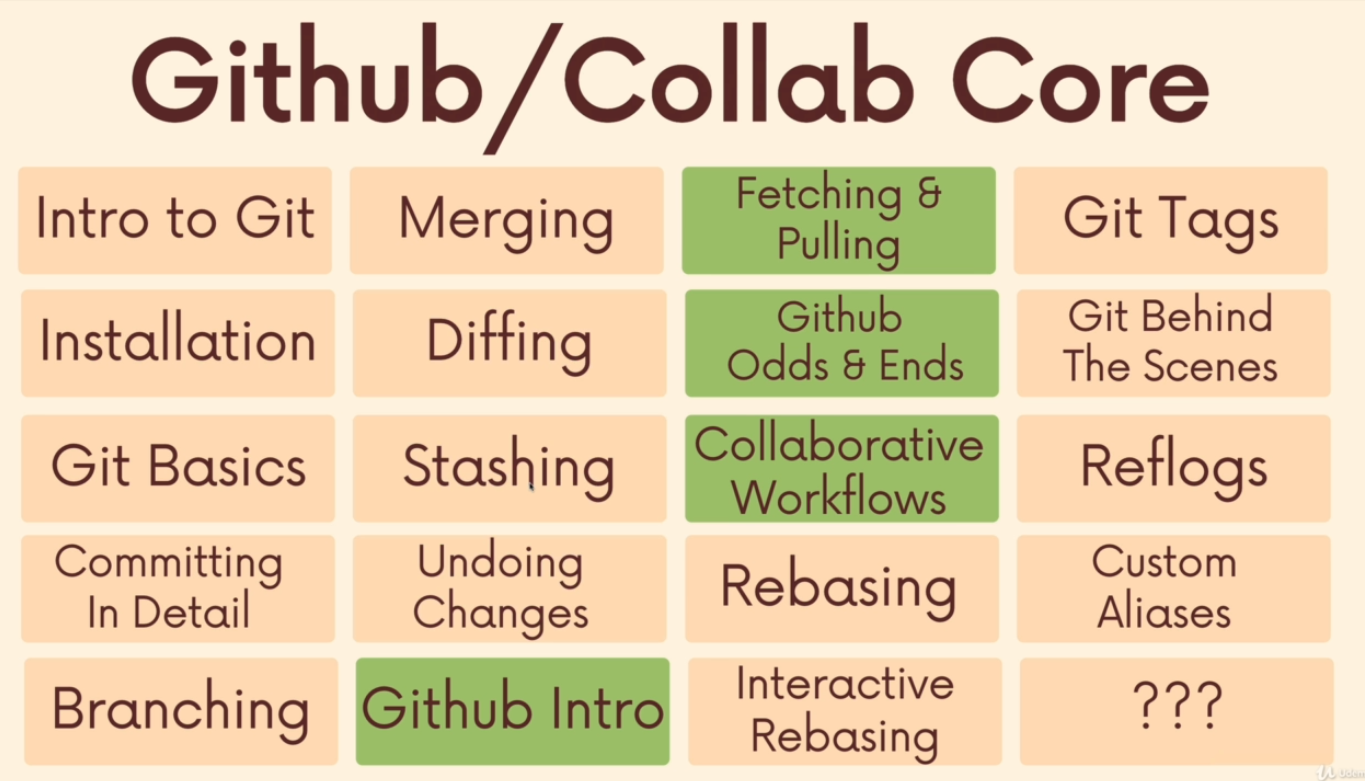 Github/Collab Core
Intro to Git
Merging
Fetching &
Pulling
Git Tags
Installation
Diffing
Github
Odds & Ends
Git Behind
The Scenes
Git Basics
Stashing
Collaborative
Workflows
Reflogs
Committing
In Detail
Undoing
Changes
Rebasing
Custom
Aliases
Branching
Github Intro
Interactive
Rebasing
???